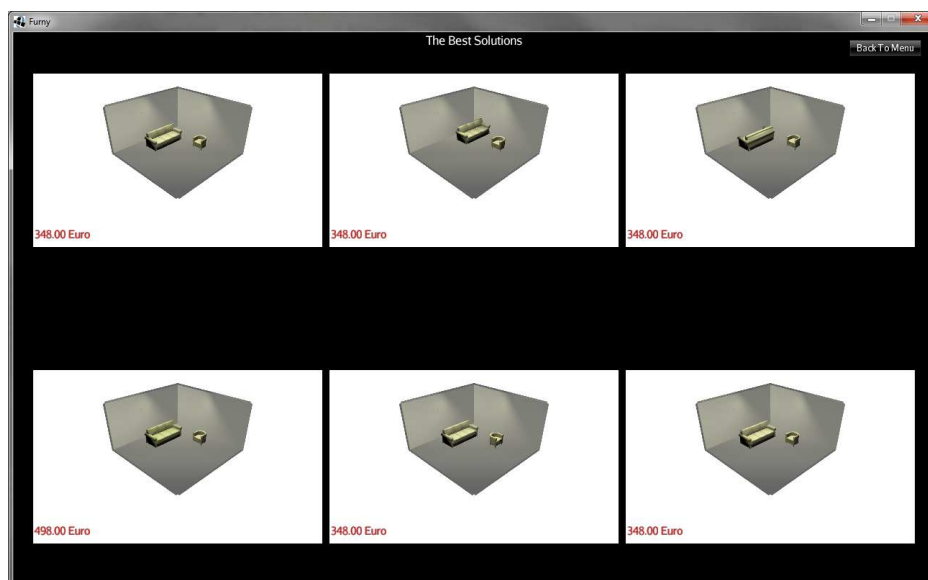 Furny
The Best Solutions
Back To Menu
348.00 Euro
348.00 Euro
348.00 Euro
498.00 Euro
348.00 Euro
348.00 Euro